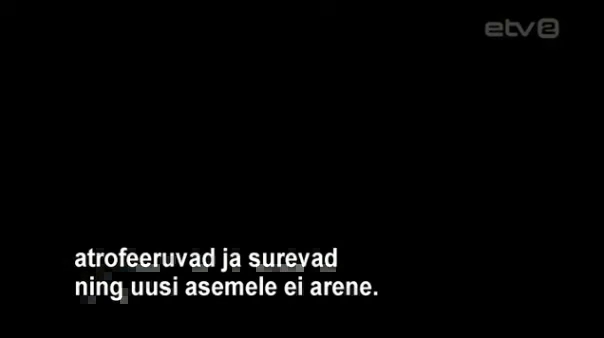 etv2
atrofeeruvad ja surevad
ning uusi asemele ei arene.